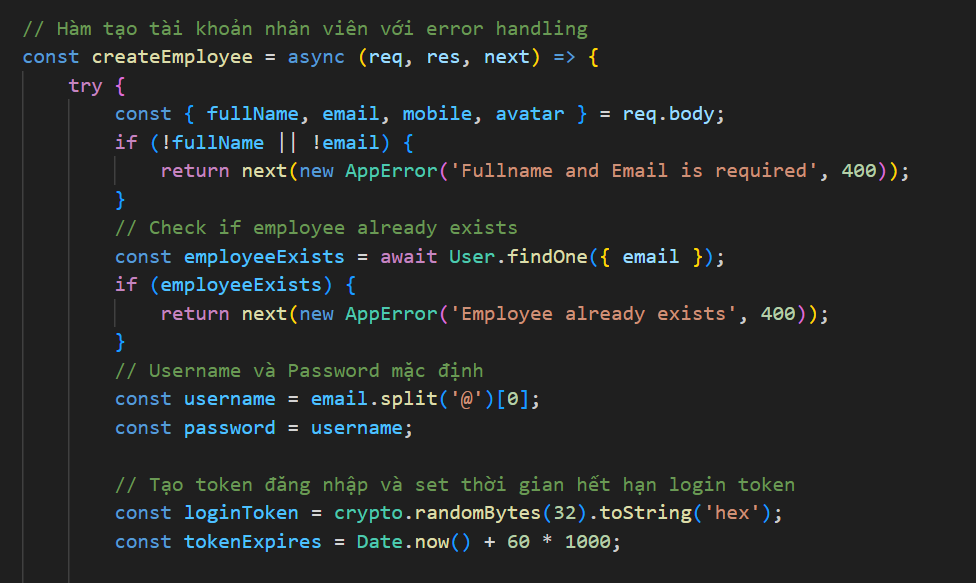 // Hàm tạo tài khoản nhân viên với error handling
const createEmployee = async (req, res, next) => {
    try {
        const { fullName, email, mobile, avatar } = req.body;
        if (!fullName || !email) {
            return next(new AppError('Fullname and Email is required', 400));
        }
        // Check if employee already exists
        const employeeExists = await User.findOne({ email });
        if (employeeExists) {
            return next(new AppError('Employee already exists', 400));
        }
        // Username và Password mặc định
        const username = email.split('@')[0];
        const password = username;

        // Tạo token đăng nhập và set thời gian hết hạn login token
        const loginToken = crypto.randomBytes(32).toString('hex');
        const tokenExpires = Date.now() + 60 * 1000;